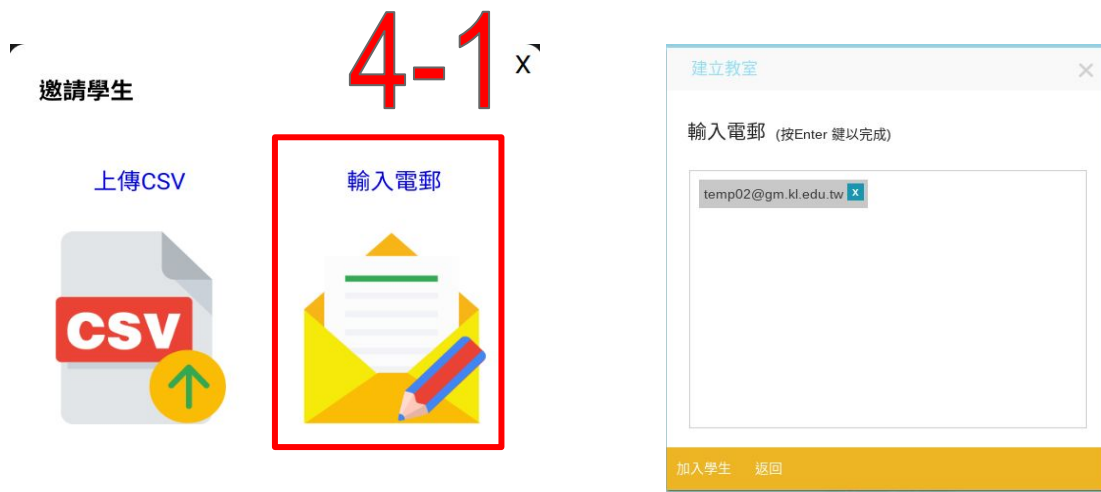 4-1
X
邀請學生
上傳CSV
輸入電郵
CSV
建立教室
×
輸入電郵 (按Enter 鍵以完成)
temp02@gm.kl.edu.tw x
加入學生 返回